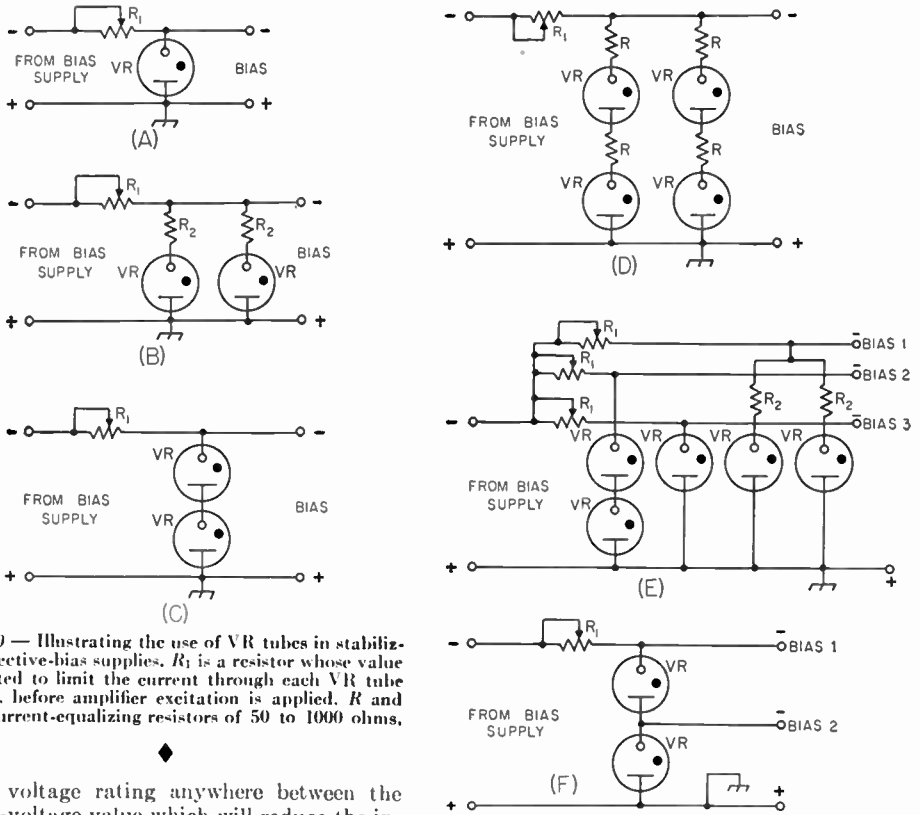 - R1 -
FROM BIAS SUPPLY VR BIAS
+ +
(A)
- R1 -
R2 R2
FROM BIAS SUPPLY VR VR BIAS
+ +
(B)
- R1 -
VR
FROM BIAS SUPPLY VR BIAS
+ +
(C)
- R1 -
R R
VR VR
FROM BIAS SUPPLY BIAS
R R
VR VR
+ +
(D)
R1 - BIAS 1
R1 - BIAS 2
R2 R2
- R1 - BIAS 3
VR VR VR VR
FROM BIAS SUPPLY
VR
+ +
(E)
- R1 - BIAS 1
VR
FROM BIAS SUPPLY - BIAS 2
VR
+ +
(F)
— Illustrating the use of VR tubes in stabiliz-
ective-bias supplies. R1 is a resistor whose value
ted to limit the current through each VR tube
before amplifier excitation is applied. R and
urrent-equalizing resistors of 50 to 1000 ohms.
voltage rating anywhere between the
-voltage value which will reduce the in-